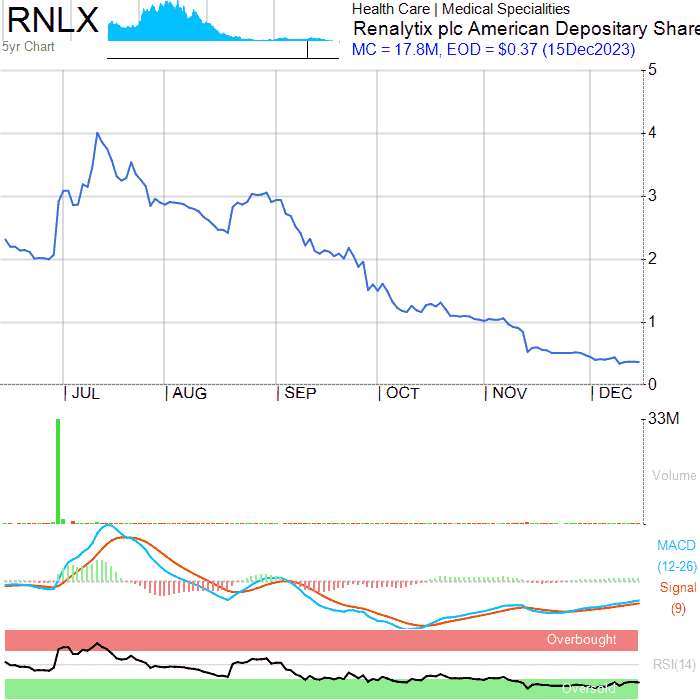 RNLX
5yr Chart
Health Care | Medical Specialities
Renalytix plc American Depositary Share
MC = 17.8M, EOD = $0.37 (15Dec2023)
5
4
3
2
1
0
JUL
AUG
SEP
OCT
NOV
DEC
33M
Volume
MACD
(12-26)
Signal
(9)
Overbought
RSI(14)
Oversold